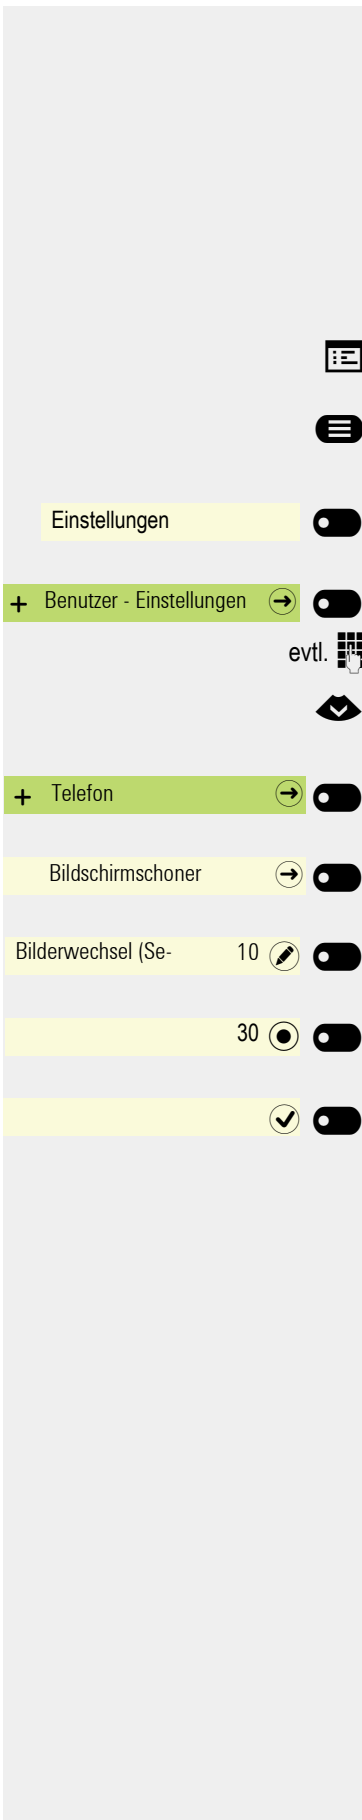 Einstellungen
+ Benutzer - Einstellungen
evtl.
+ Telefon
Bildschirmschoner
Bilderwechsel (Se- 10
30